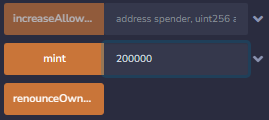 increaseAllow... address spender, uint256 a
mint 200000
renounceOwn...